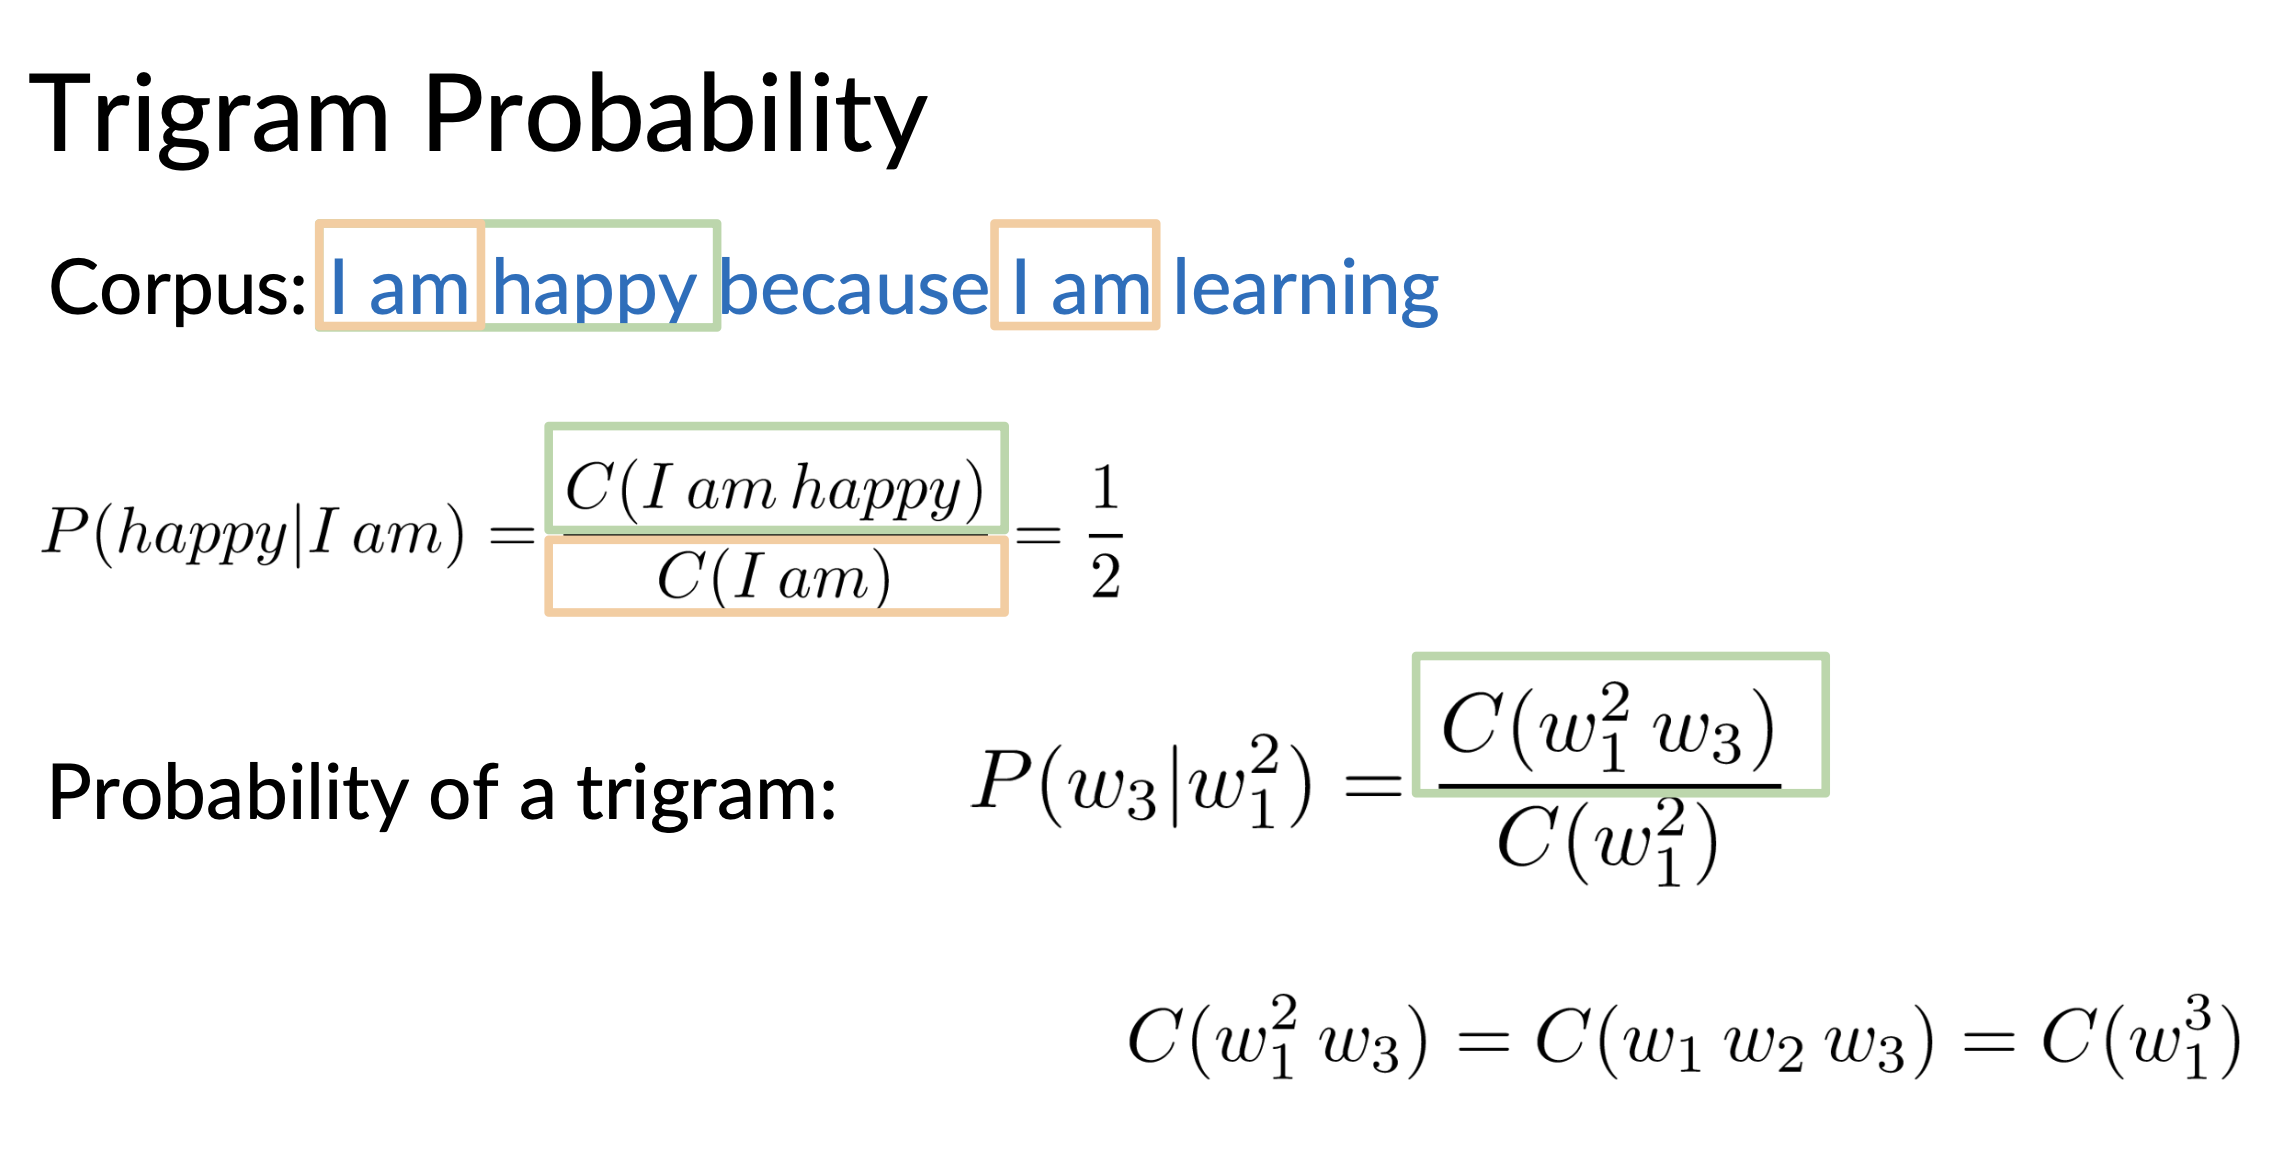 Trigram Probability
Corpus: I am happy because I am learning
$P(happy|I\,am) = \frac{C(I\,am\,happy)}{C(I\,am)} = \frac{1}{2}$
Probability of a trigram: $P(w_3|w_1^2) = \frac{C(w_1^2\,w_3)}{C(w_1^2)}$
$C(w_1^2\,w_3) = C(w_1\,w_2\,w_3) = C(w_1^3)$